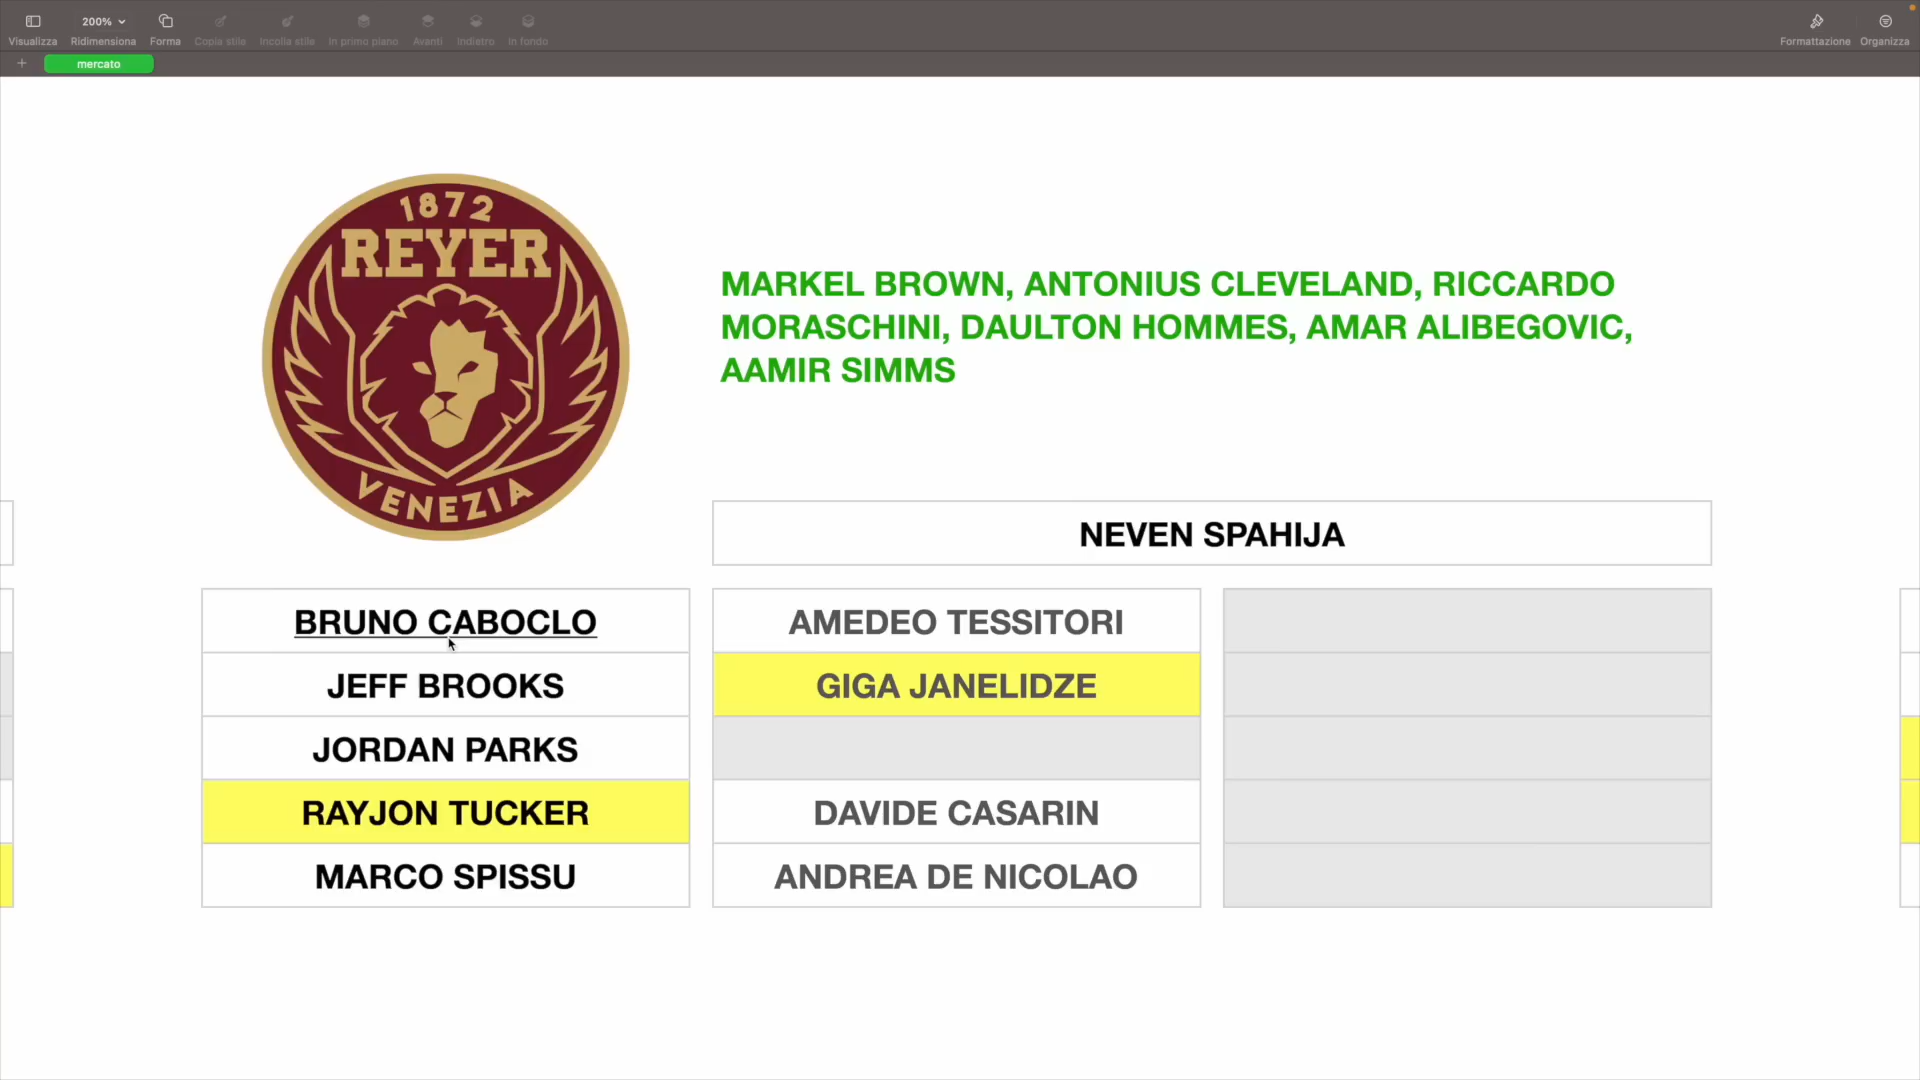 200%
Visualizza
Ridimensiona
Forma
Copia stile
Incolla stile
In primo piano
Avanti
Indietro
In fondo
Formattazione
Organizza
+
mercato
1872
REYER
VENEZIA
MARKEL BROWN, ANTONIUS CLEVELAND, RICCARDO
MORASCHINI, DAULTON HOMMES, AMAR ALIBEGOVIC,
AAMIR SIMMS
NEVEN SPAHIJA
BRUNO CABOCLO
JEFF BROOKS
JORDAN PARKS
RAYJON TUCKER
MARCO SPISSU
AMEDEO TESSITORI
GIGA JANELIDZE
DAVIDE CASARIN
ANDREA DE NICOLAO